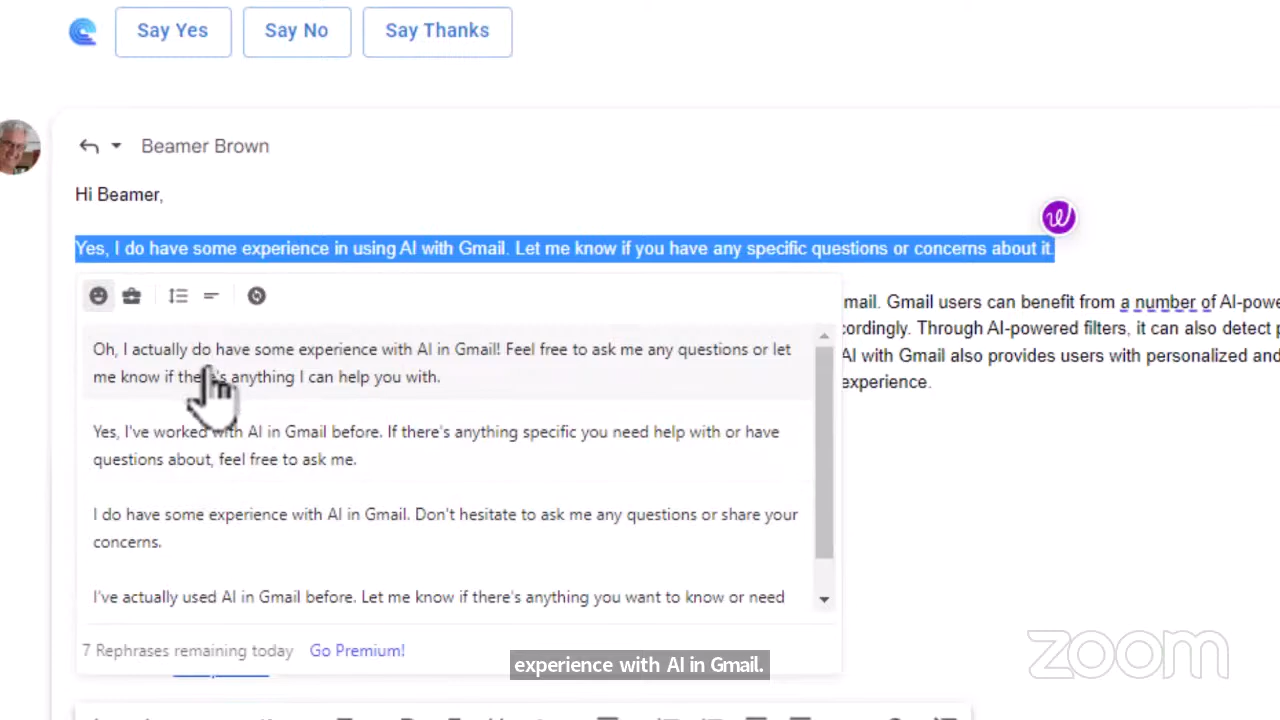 Say Yes
Say No
Say Thanks
Beamer Brown
Hi Beamer,
Yes, I do have some experience in using AI with Gmail. Let me know if you have any specific questions or concerns about it.
mail. Gmail users can benefit from a number of AI-powe
cordingly. Through AI-powered filters, it can also detect p
AI with Gmail also provides users with personalized and
experience.
Oh, I actually do have some experience with AI in Gmail! Feel free to ask me any questions or let
me know if there's anything I can help you with.
Yes, I've worked with AI in Gmail before. If there's anything specific you need help with or have
questions about, feel free to ask me.
I do have some experience with AI in Gmail. Don't hesitate to ask me any questions or share your
concerns.
I've actually used AI in Gmail before. Let me know if there's anything you want to know or need
7 Rephrases remaining today
Go Premium!
experience with AI in Gmail.
zoom